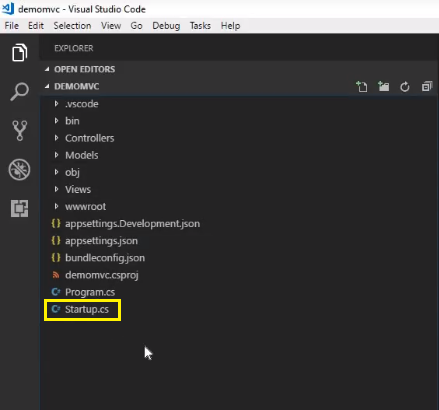 demomvc - Visual Studio Code
File Edit Selection View Go Debug Tasks Help
EXPLORER
OPEN EDITORS
DEMOMVC
.vscode
bin
Controllers
Models
obj
Views
wwwroot
{} appsettings.Development.json
{} appsettings.json
{} bundleconfig.json
demomvc.csproj
Program.cs
Startup.cs